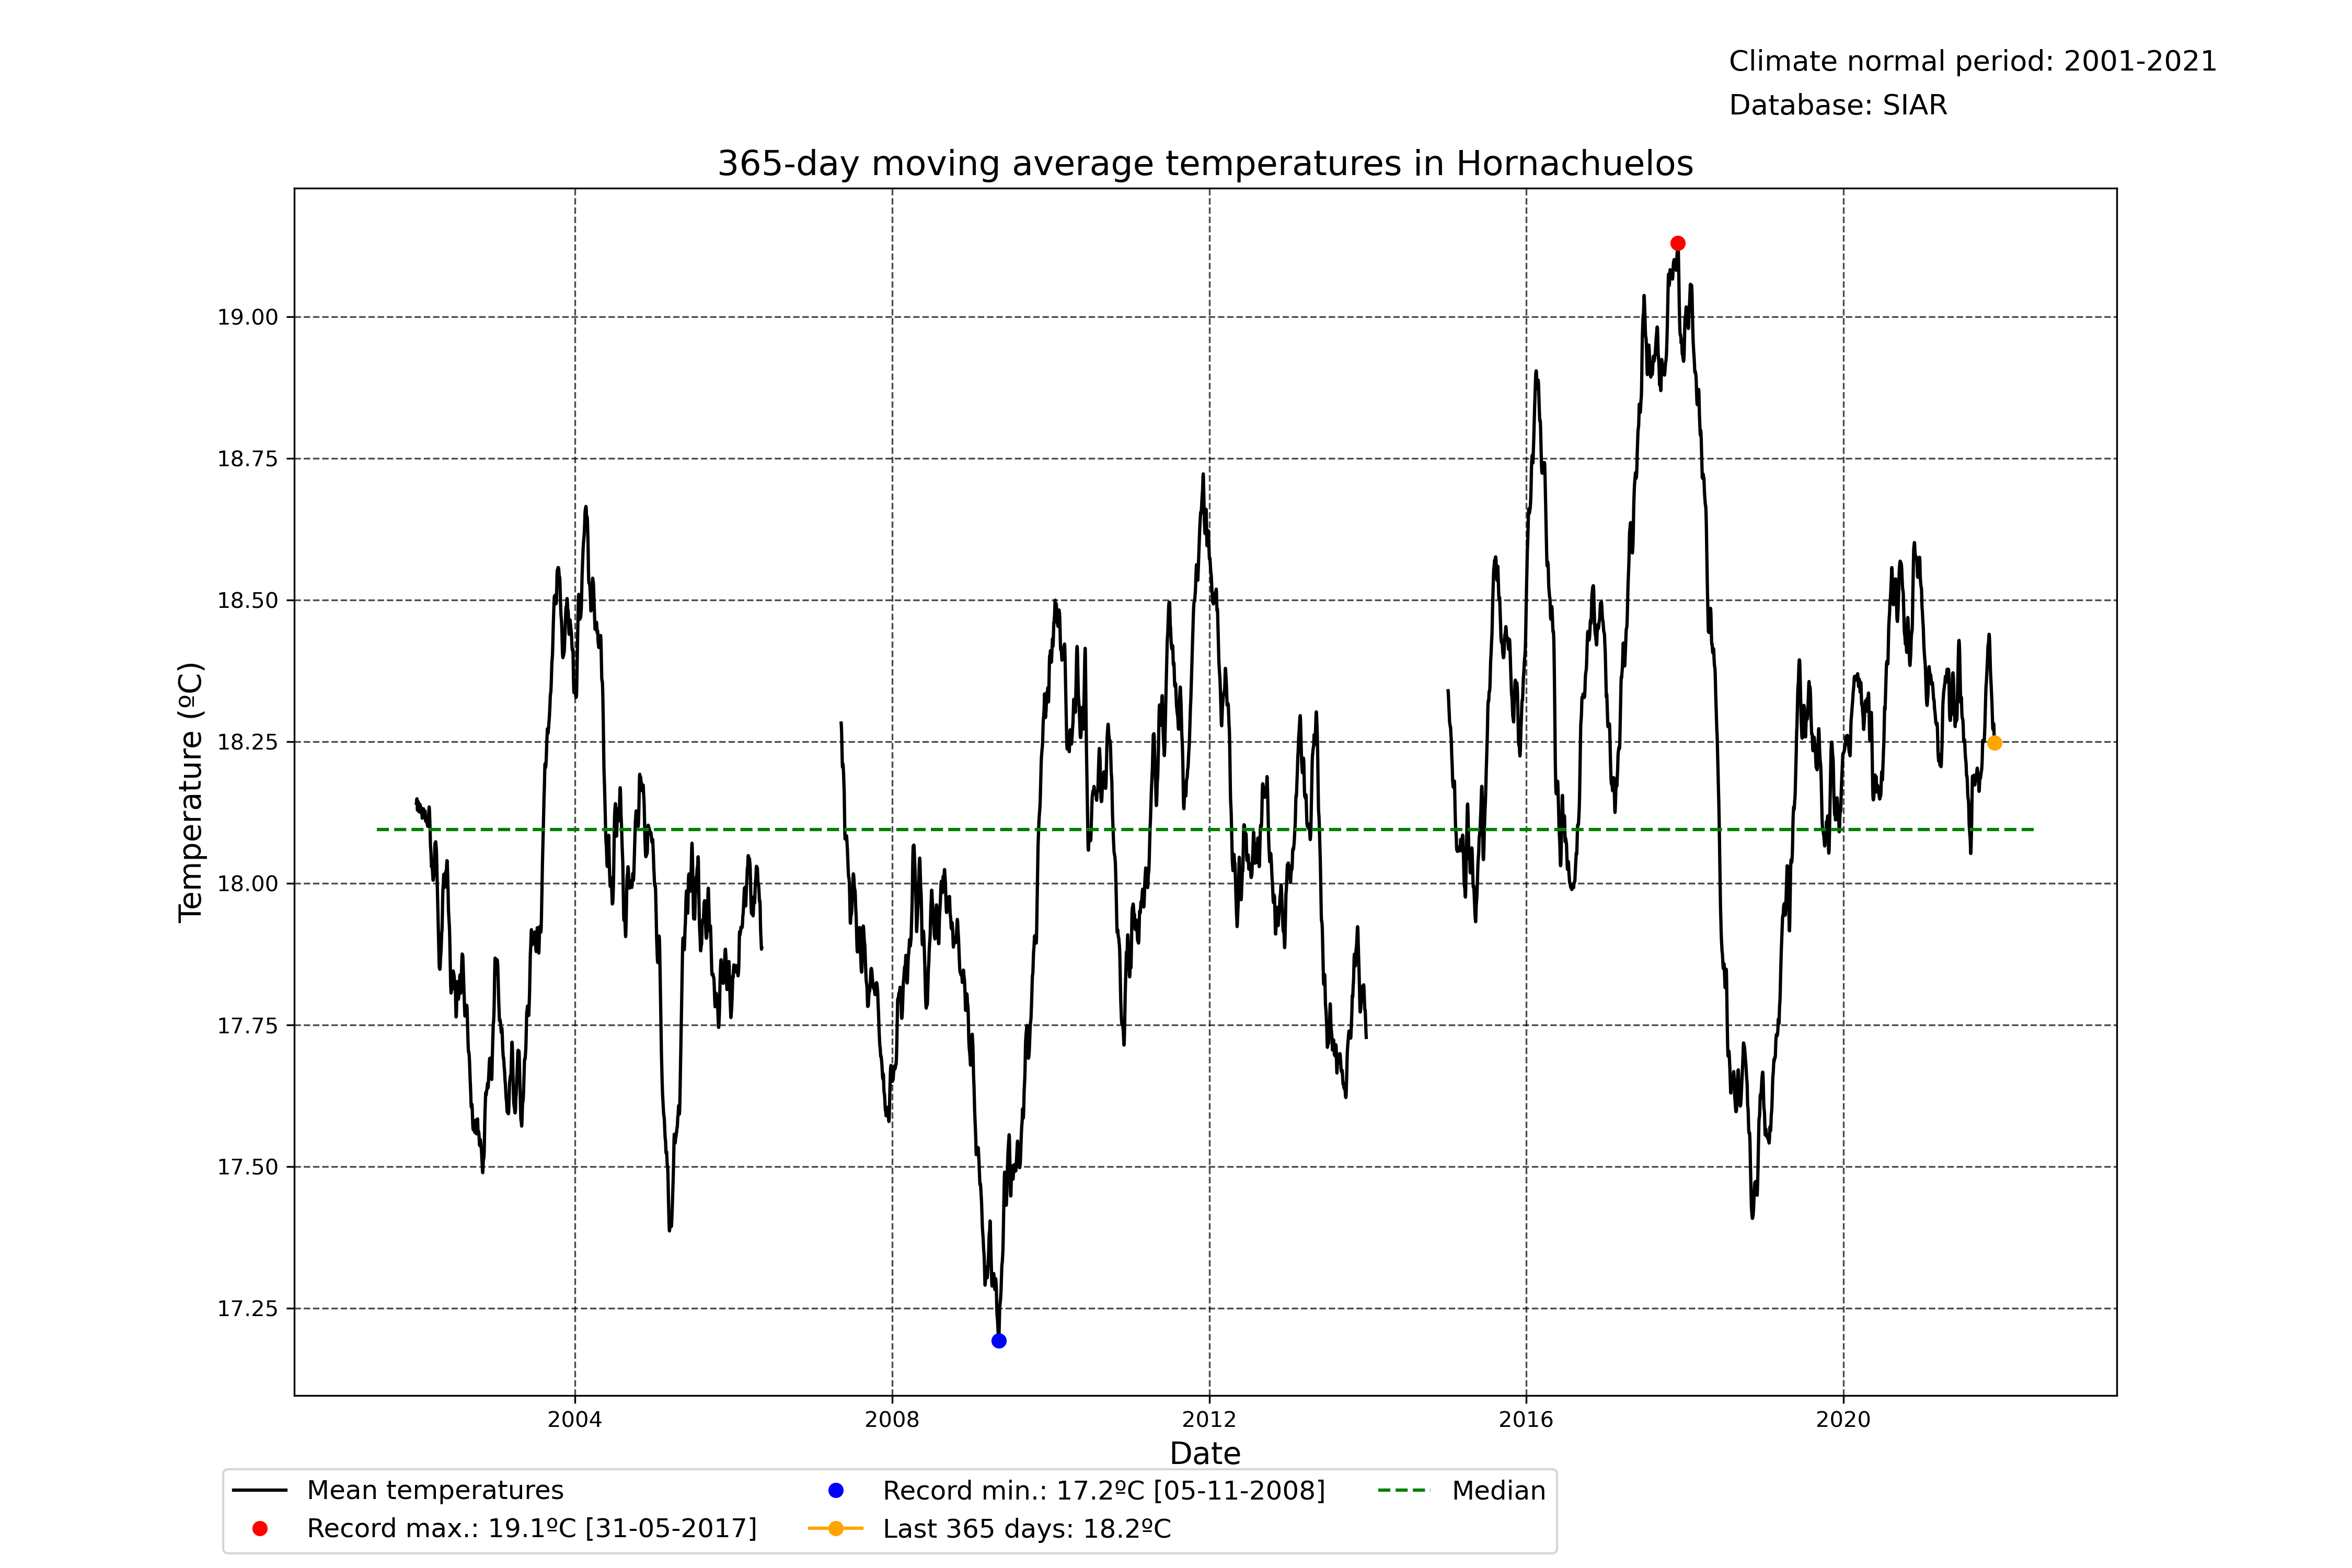 Climate normal period: 2001-2021
Database: SIAR
365-day moving average temperatures in Hornachuelos
Temperature (ºC)
19.00
18.75
18.50
18.25
18.00
17.75
17.50
17.25
2004
2008
2012
2016
2020
Date
Mean temperatures
Record max.: 19.1ºC [31-05-2017]
Record min.: 17.2ºC [05-11-2008]
Last 365 days: 18.2ºC
Median